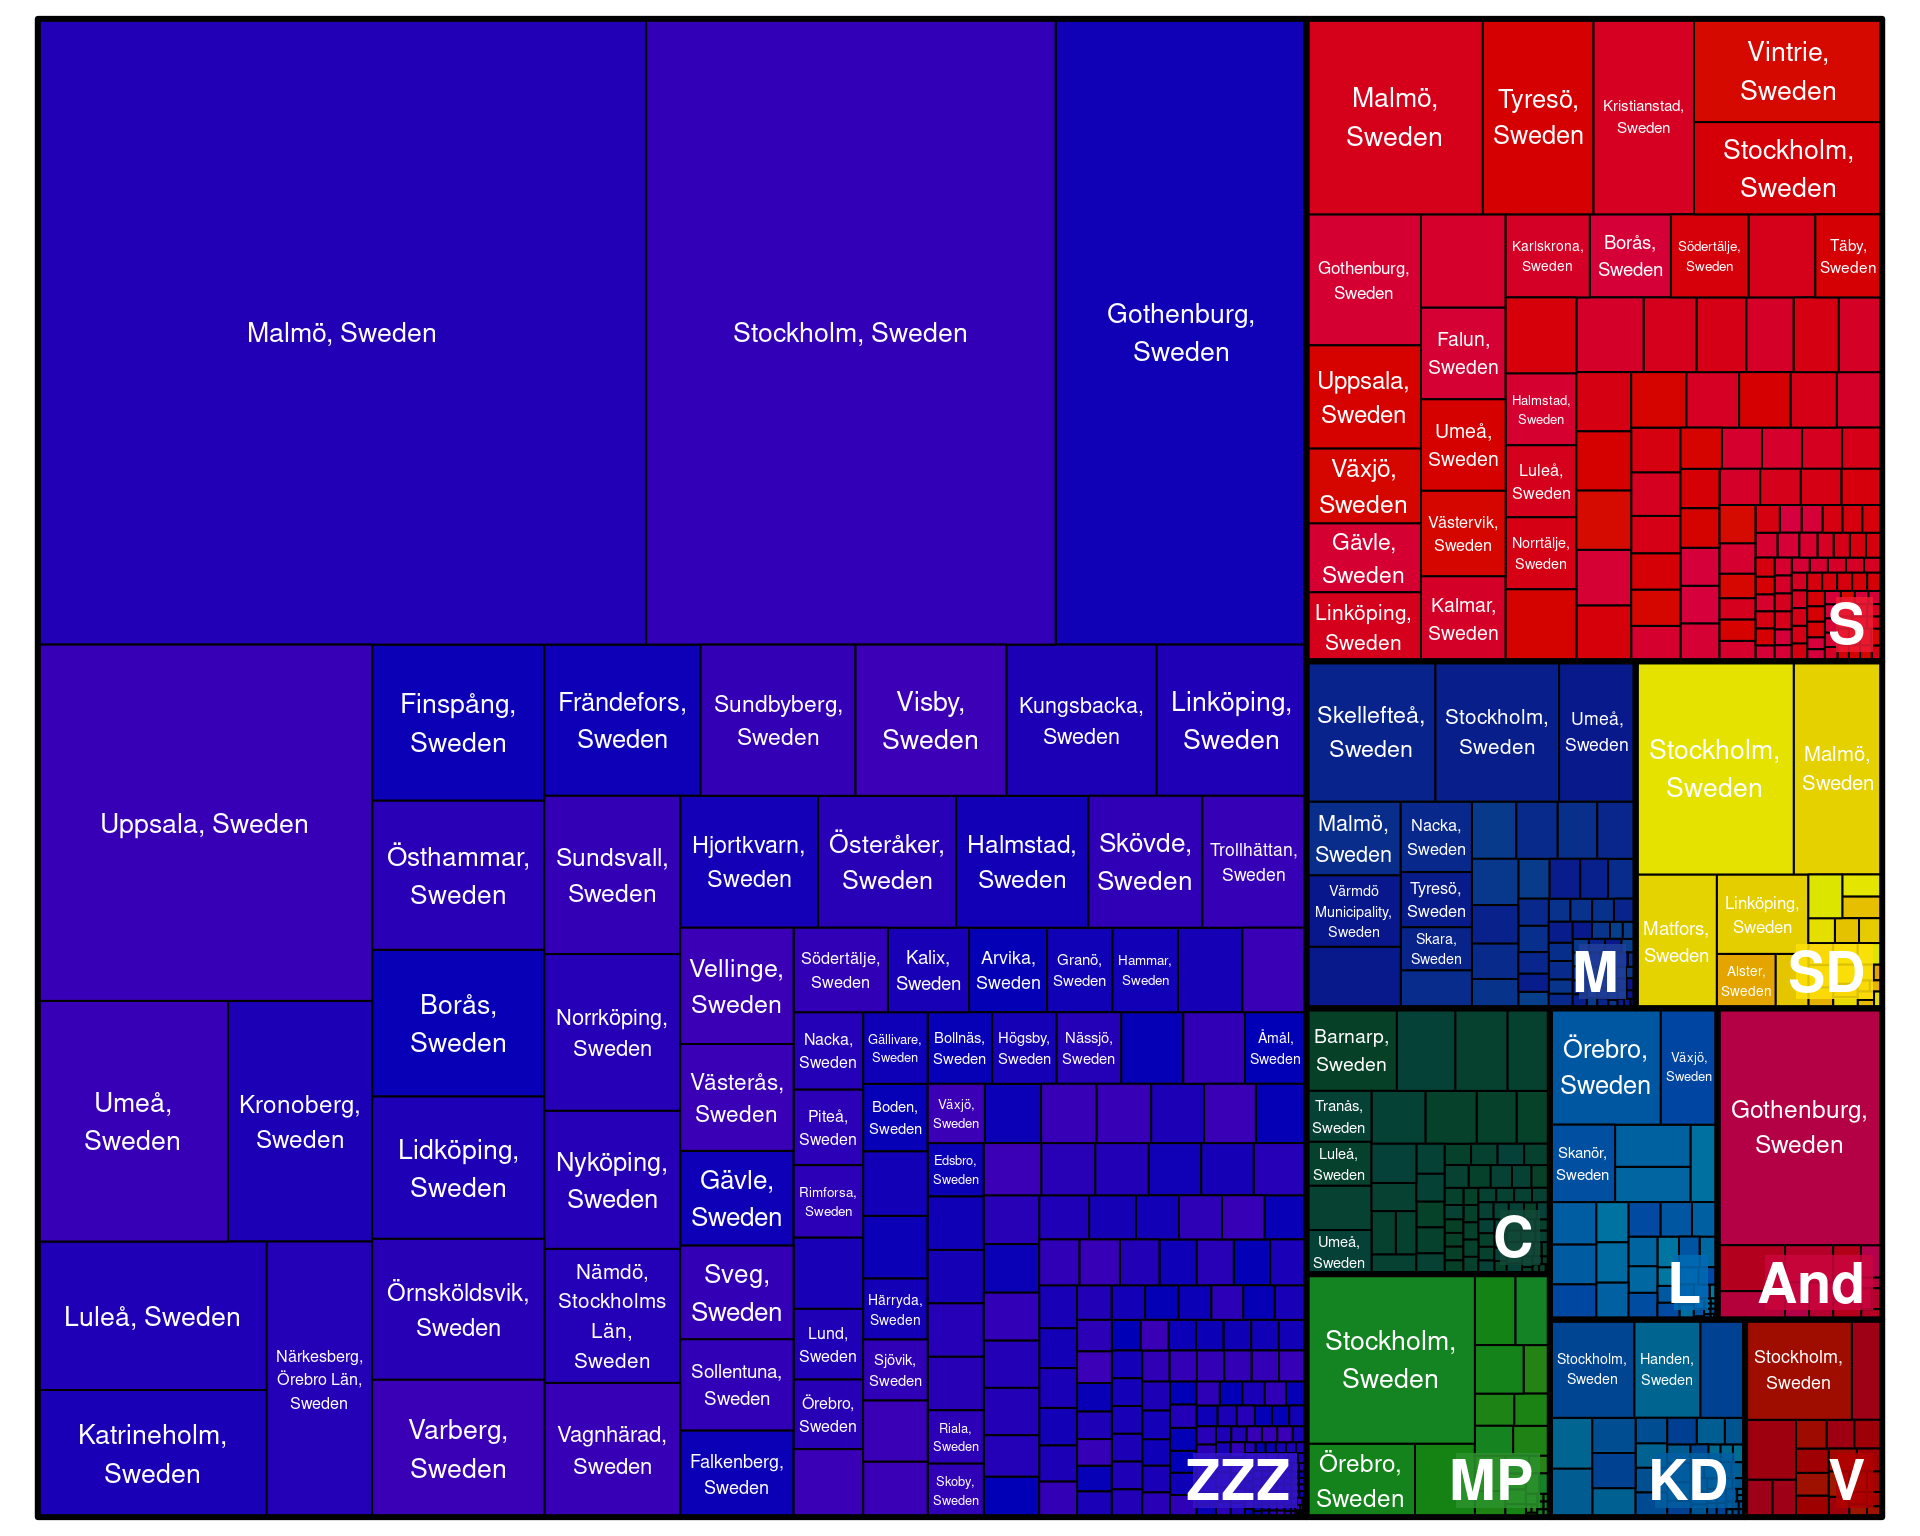 Malmö, Sweden
Stockholm, Sweden
Gothenburg,
Sweden
Uppsala, Sweden
Umeå,
Sweden
Kronoberg,
Sweden
Luleå, Sweden
Katrineholm,
Sweden
Närkesberg,
Örebro Län,
Sweden
Finspång,
Sweden
Östhammar,
Sweden
Borås,
Sweden
Lidköping,
Sweden
Örnsköldsvik,
Sweden
Varberg,
Sweden
Frändefors,
Sweden
Sundbyberg,
Sweden
Visby,
Sweden
Kungsbacka,
Sweden
Linköping,
Sweden
Sundsvall,
Sweden
Norrköping,
Sweden
Nyköping,
Sweden
Nämdö,
Stockholms
Län,
Sweden
Vagnhärad,
Sweden
Hjortkvarn,
Sweden
Österåker,
Sweden
Halmstad,
Sweden
Skövde,
Sweden
Trollhättan,
Sweden
Vellinge,
Sweden
Västerås,
Sweden
Gävle,
Sweden
Sveg,
Sweden
Sollentuna,
Sweden
Falkenberg,
Sweden
Södertälje,
Sweden
Kalix,
Sweden
Arvika,
Sweden
Granö,
Sweden
Hammar,
Sweden
Nacka,
Sweden
Piteå,
Sweden
Rimforsa,
Sweden
Lund,
Sweden
Örebro,
Sweden
Gällivare,
Sweden
Boden,
Sweden
Härryda,
Sweden
Sjövik,
Sweden
Bollnäs,
Sweden
Högsby,
Sweden
Nässjö,
Sweden
Åmål,
Sweden
Växjö,
Sweden
Edsbro,
Sweden
Riala,
Sweden
Skoby,
Sweden
ZZZ
Malmö,
Sweden
Tyresö,
Sweden
Kristianstad,
Sweden
Vintrie,
Sweden
Stockholm,
Sweden
Gothenburg,
Sweden
Uppsala,
Sweden
Växjö,
Sweden
Gävle,
Sweden
Linköping,
Sweden
Falun,
Sweden
Umeå,
Sweden
Västervik,
Sweden
Kalmar,
Sweden
Karlskrona,
Sweden
Borås,
Sweden
Södertälje,
Sweden
Täby,
Sweden
Halmstad,
Sweden
Luleå,
Sweden
Norrtälje,
Sweden
S
Skellefteå,
Sweden
Stockholm,
Sweden
Umeå,
Sweden
Malmö,
Sweden
Nacka,
Sweden
Värmdö
Municipality,
Sweden
Tyresö,
Sweden
Skara,
Sweden
M
Stockholm,
Sweden
Malmö,
Sweden
Matfors,
Sweden
Linköping,
Sweden
Alster,
Sweden
SD
Barnarp,
Sweden
Tranås,
Sweden
Luleå,
Sweden
Umeå,
Sweden
C
Örebro,
Sweden
Växjö,
Sweden
Skanör,
Sweden
L
Gothenburg,
Sweden
And
Stockholm,
Sweden
Örebro,
Sweden
MP
Stockholm,
Sweden
Handen,
Sweden
KD
Stockholm,
Sweden
V